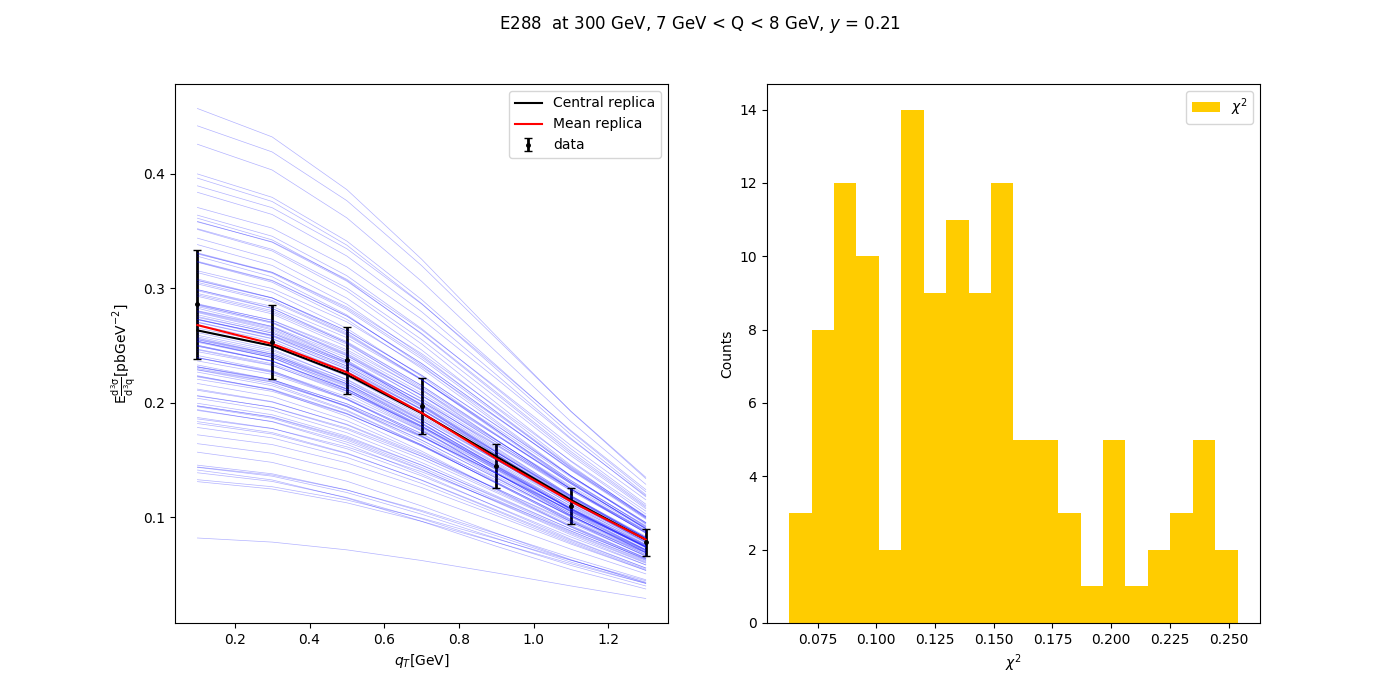 E288  at 300 GeV, 7 GeV < Q < 8 GeV, y = 0.21
Central replica
Mean replica
data
0.4
0.3
0.2
0.1
E d³σ/d³q [pbGeV⁻²]
0.2
0.4
0.6
0.8
1.0
1.2
q_T[GeV]
χ²
14
12
10
8
6
4
2
0
Counts
0.075
0.100
0.125
0.150
0.175
0.200
0.225
0.250
χ²